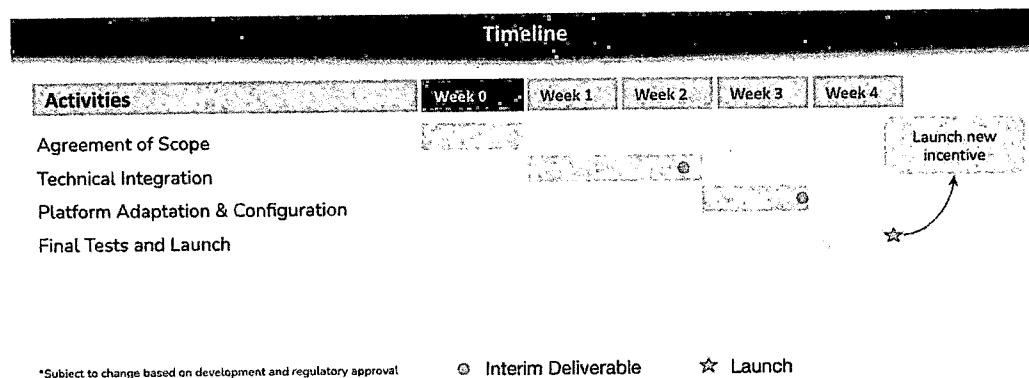 Timeline
Activities
Week 0
Week 1
Week 2
Week 3
Week 4
Agreement of Scope
Launch new
incentive
Technical Integration
Platform Adaptation & Configuration
Final Tests and Launch
*Subject to change based on development and regulatory approval
Interim Deliverable
Launch